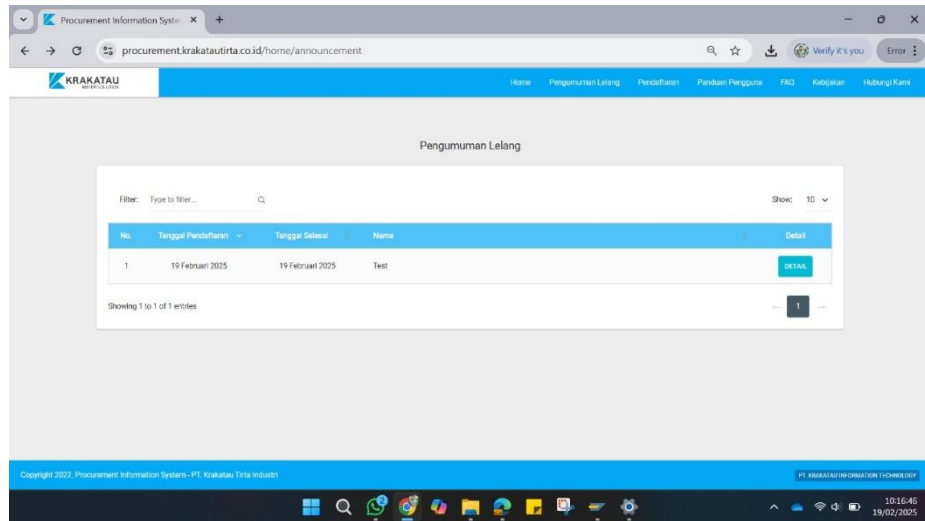 Procurement Information Syste
procurement.krakatautirta.co.id/home/announcement
Verify it's you
Error
KRAKATAU
WATER SOLUTION
Home Pengumuman Lelang Pendaftaran Panduan Pengguna FAQ Kebijakan Hubungi Kami
Pengumuman Lelang
Filter: Type to filter... Show: 10
No. Tanggal Pendaftaran Tanggal Selesai Nama Detail
1 19 Februari 2025 19 Februari 2025 Test DETAIL
Showing 1 to 1 of 1 entries
← 1 →
Copyright 2022. Procurement Information System - PT. Krakatau Tirta Industri PT. KRAKATAU INFORMATION TECHNOLOGY
10:16:46
19/02/2025